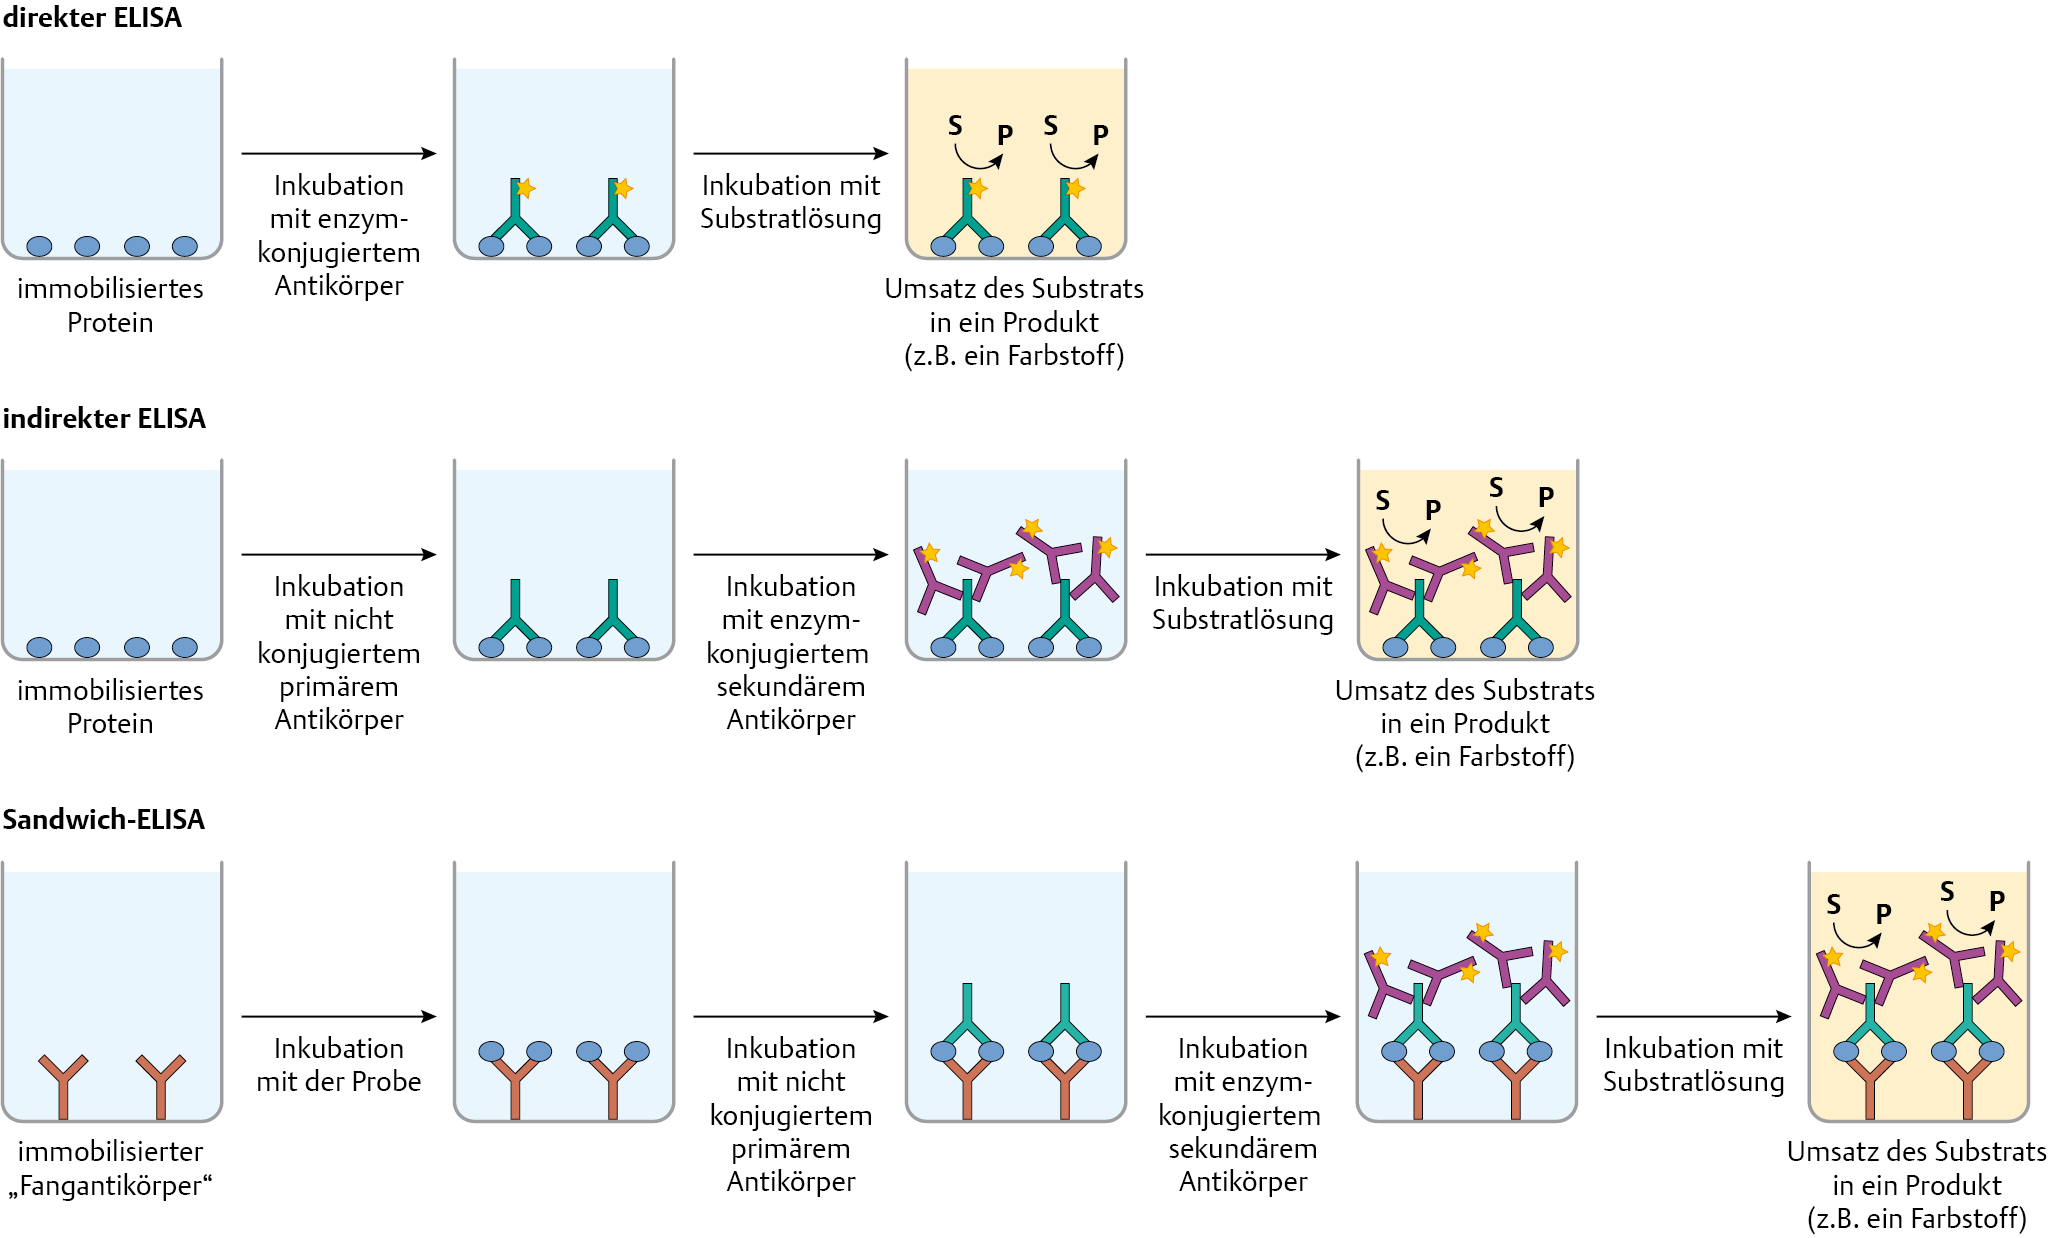 direkter ELISA
S
P
S
P
Inkubation
mit enzym-
konjugiertem
Antikörper
Inkubation mit
Substratlösung
immobilisiertes
Protein
Umsatz des Substrats
in ein Produkt
(z.B. ein Farbstoff)
indirekter ELISA
S
P
S
P
Inkubation
mit nicht
konjugiertem
primärem
Antikörper
Inkubation
mit enzym-
konjugiertem
sekundärem
Antikörper
Inkubation mit
Substratlösung
immobilisiertes
Protein
Umsatz des Substrats
in ein Produkt
(z.B. ein Farbstoff)
Sandwich-ELISA
S
P
S
P
Inkubation
mit der Probe
Inkubation
mit nicht
konjugiertem
primärem
Antikörper
Inkubation
mit enzym-
konjugiertem
sekundärem
Antikörper
Inkubation mit
Substratlösung
immobilisierter
„Fangantikörper“
Umsatz des Substrats
in ein Produkt
(z.B. ein Farbstoff)